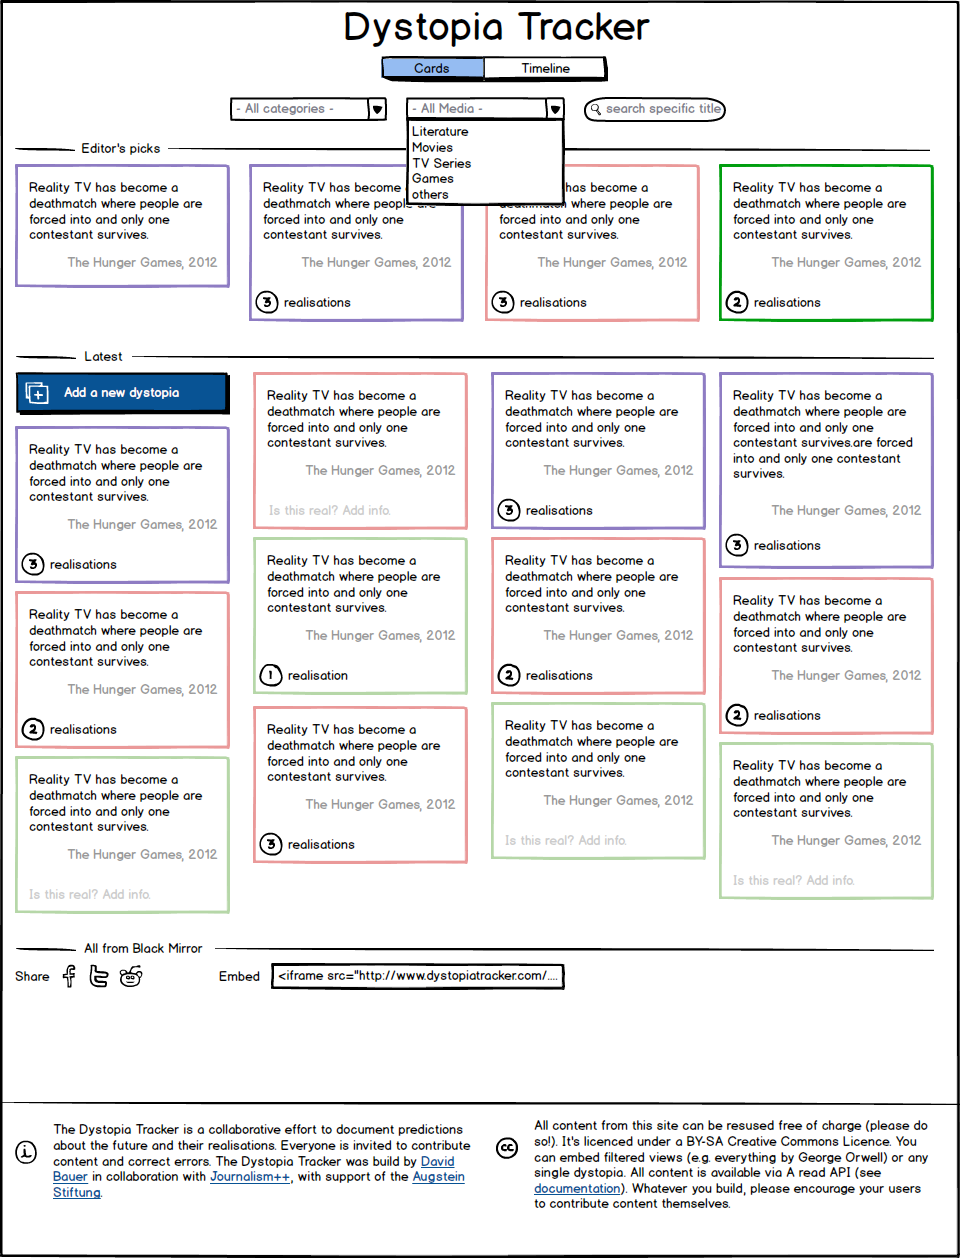 Dystopia Tracker
Cards
Timeline
- All categories -
- All Media -
search specific title
Literature
Movies
TV Series
Games
others
Editor's picks
Reality TV has become a
deathmatch where people are
forced into and only one
contestant survives.
The Hunger Games, 2012
Reality TV has become
deathmatch where people are
forced into and only one
contestant survives.
The Hunger Games, 2012
3 realisations
has become a
deathmatch where people are
forced into and only one
contestant survives.
The Hunger Games, 2012
3 realisations
Reality TV has become a
deathmatch where people are
forced into and only one
contestant survives.
The Hunger Games, 2012
2 realisations
Latest
Add a new dystopia
Reality TV has become a
deathmatch where people are
forced into and only one
contestant survives.
The Hunger Games, 2012
3 realisations
Reality TV has become a
deathmatch where people are
forced into and only one
contestant survives.
The Hunger Games, 2012
2 realisations
Reality TV has become a
deathmatch where people are
forced into and only one
contestant survives.
The Hunger Games, 2012
Is this real? Add info.
Reality TV has become a
deathmatch where people are
forced into and only one
contestant survives.
The Hunger Games, 2012
Is this real? Add info.
Reality TV has become a
deathmatch where people are
forced into and only one
contestant survives.
The Hunger Games, 2012
1 realisation
Reality TV has become a
deathmatch where people are
forced into and only one
contestant survives.
The Hunger Games, 2012
3 realisations
Reality TV has become a
deathmatch where people are
forced into and only one
contestant survives.
The Hunger Games, 2012
3 realisations
Reality TV has become a
deathmatch where people are
forced into and only one
contestant survives.
The Hunger Games, 2012
2 realisations
Reality TV has become a
deathmatch where people are
forced into and only one
contestant survives.
The Hunger Games, 2012
Is this real? Add info.
Reality TV has become a
deathmatch where people are
forced into and only one
contestant survives.are forced
into and only one contestant
survives.
The Hunger Games, 2012
3 realisations
Reality TV has become a
deathmatch where people are
forced into and only one
contestant survives.
The Hunger Games, 2012
2 realisations
Reality TV has become a
deathmatch where people are
forced into and only one
contestant survives.
The Hunger Games, 2012
Is this real? Add info.
All from Black Mirror
Share
Embed
<iframe src="http://www.dystopiatracker.com/....
The Dystopia Tracker is a collaborative effort to document predictions
about the future and their realisations. Everyone is invited to contribute
content and correct errors. The Dystopia Tracker was build by David
Bauer in collaboration with Journalism++, with support of the Augstein
Stiftung.
cc
All content from this site can be resused free of charge (please do
so!). It's licenced under a BY-SA Creative Commons Licence. You
can embed filtered views (e.g. everything by George Orwell) or any
single dystopia. All content is available via A read API (see
documentation). Whatever you build, please encourage your users
to contribute content themselves.